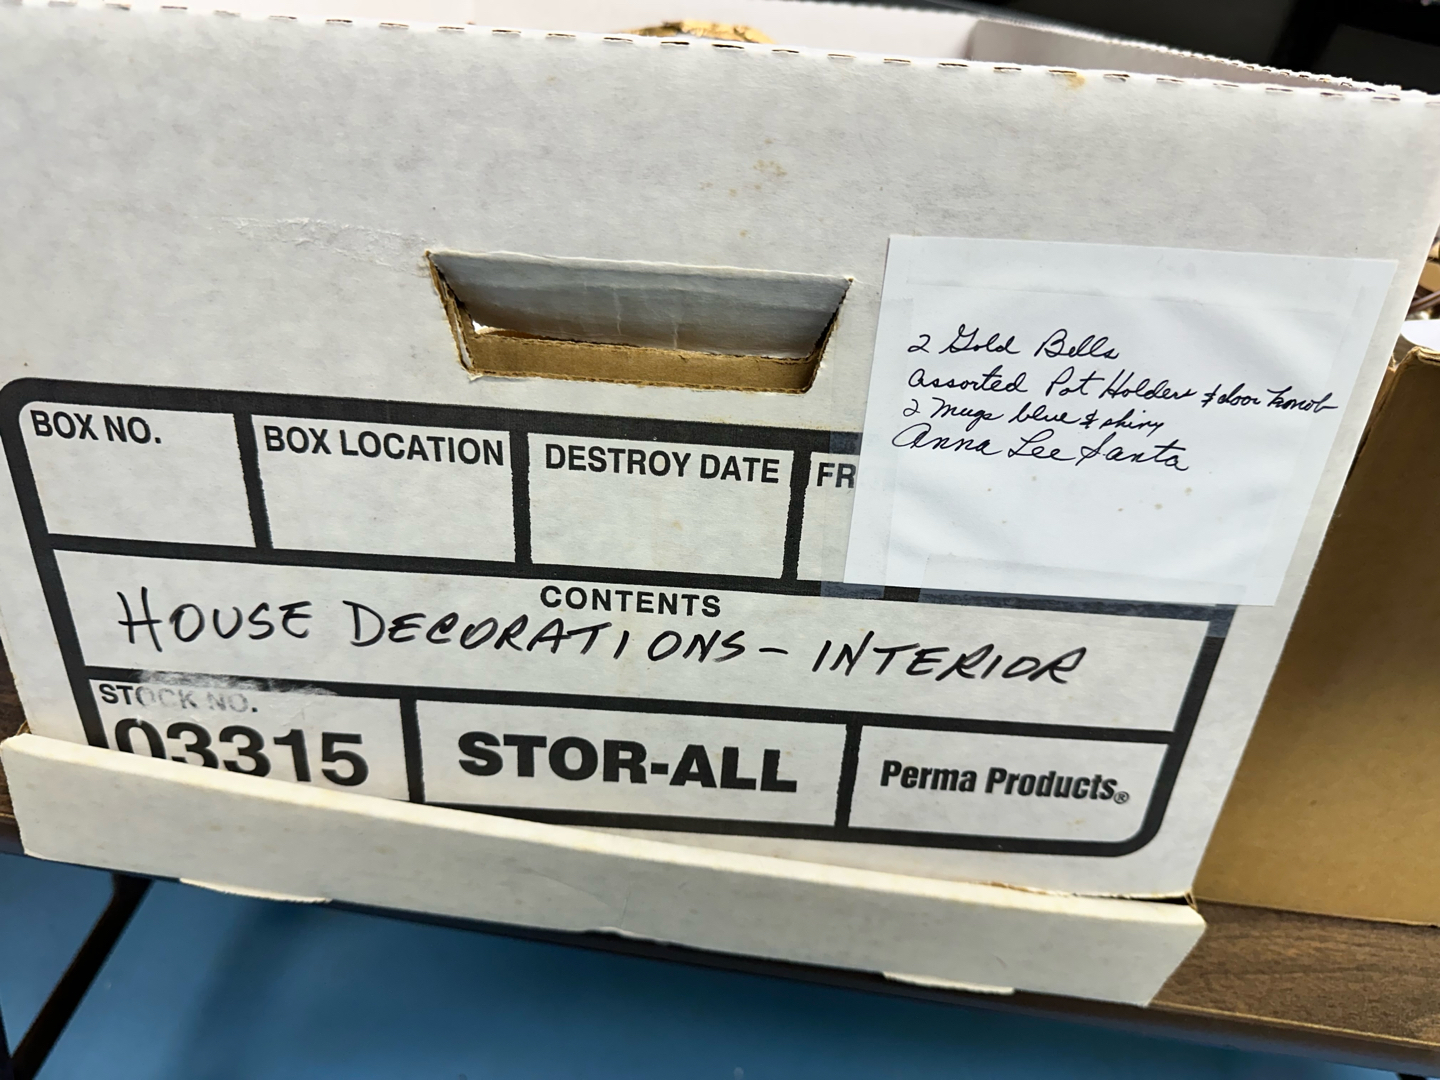 2 Gold Bells
assorted Pot Holders & door knob
2 Mugs blue & shiny
Anna Lee Santa
BOX NO.
BOX LOCATION
DESTROY DATE
FR
CONTENTS
HOUSE DECORATIONS - INTERIOR
STOCK NO.
03315
STOR-ALL
Perma Products®